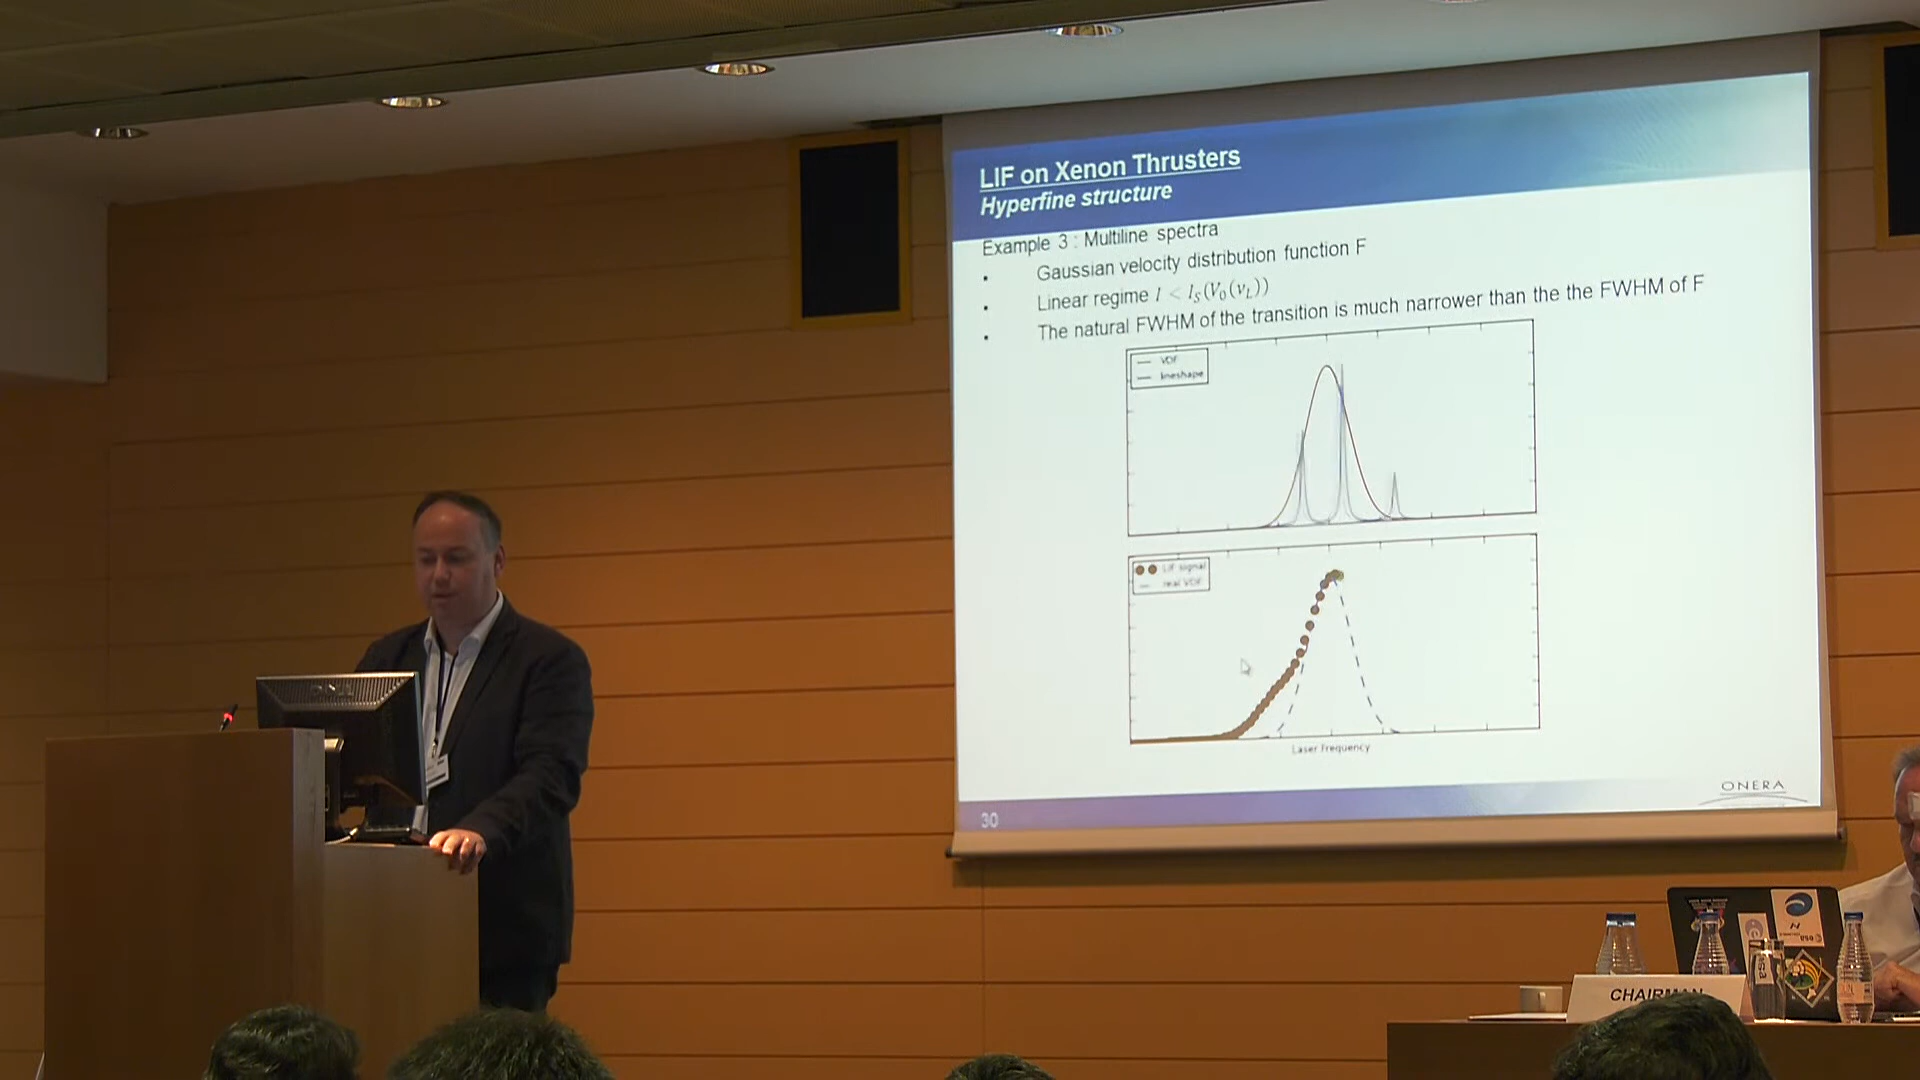 LIF on Xenon Thrusters
Hyperfine structure
Example 3 : Multiline spectra
• Gaussian velocity distribution function F
• Linear regime I < I_S(V_0(ν_L))
• The natural FWHM of the transition is much narrower than the the FWHM of F
VDF
lineshape
LIF signal
real VDF
Laser frequency
ONERA
30
DELL
esa
CHAIRMAN